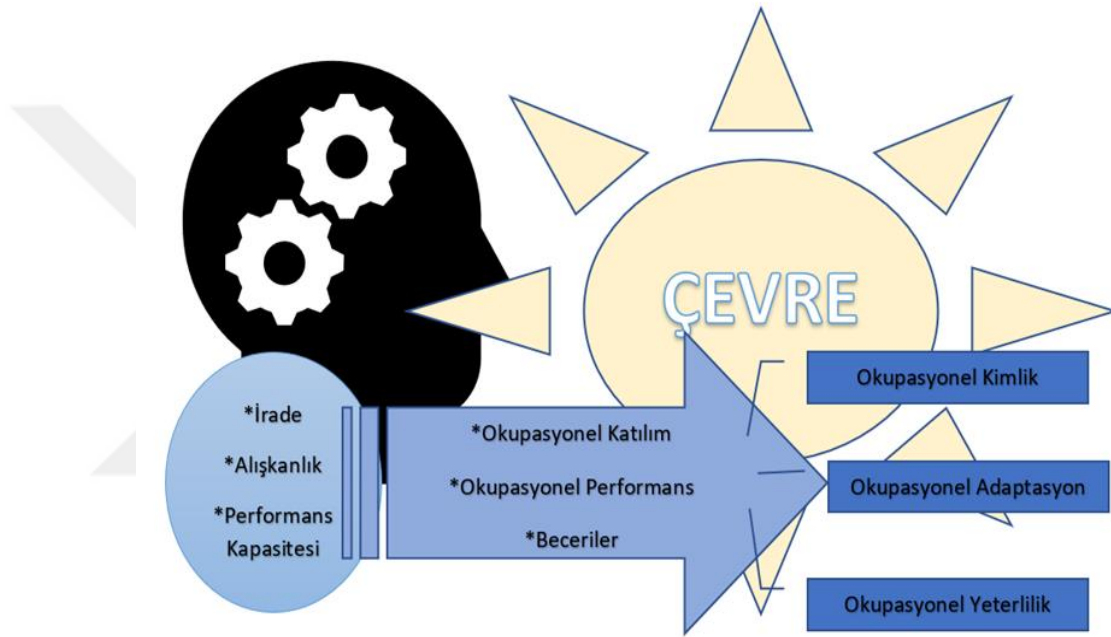 ÇEVRE
*İrade
*Alışkanlık
*Performans
Kapasitesi
*Okupasyonel Katılım
*Okupasyonel Performans
*Beceriler
Okupasyonel Kimlik
Okupasyonel Adaptasyon
Okupasyonel Yeterlilik